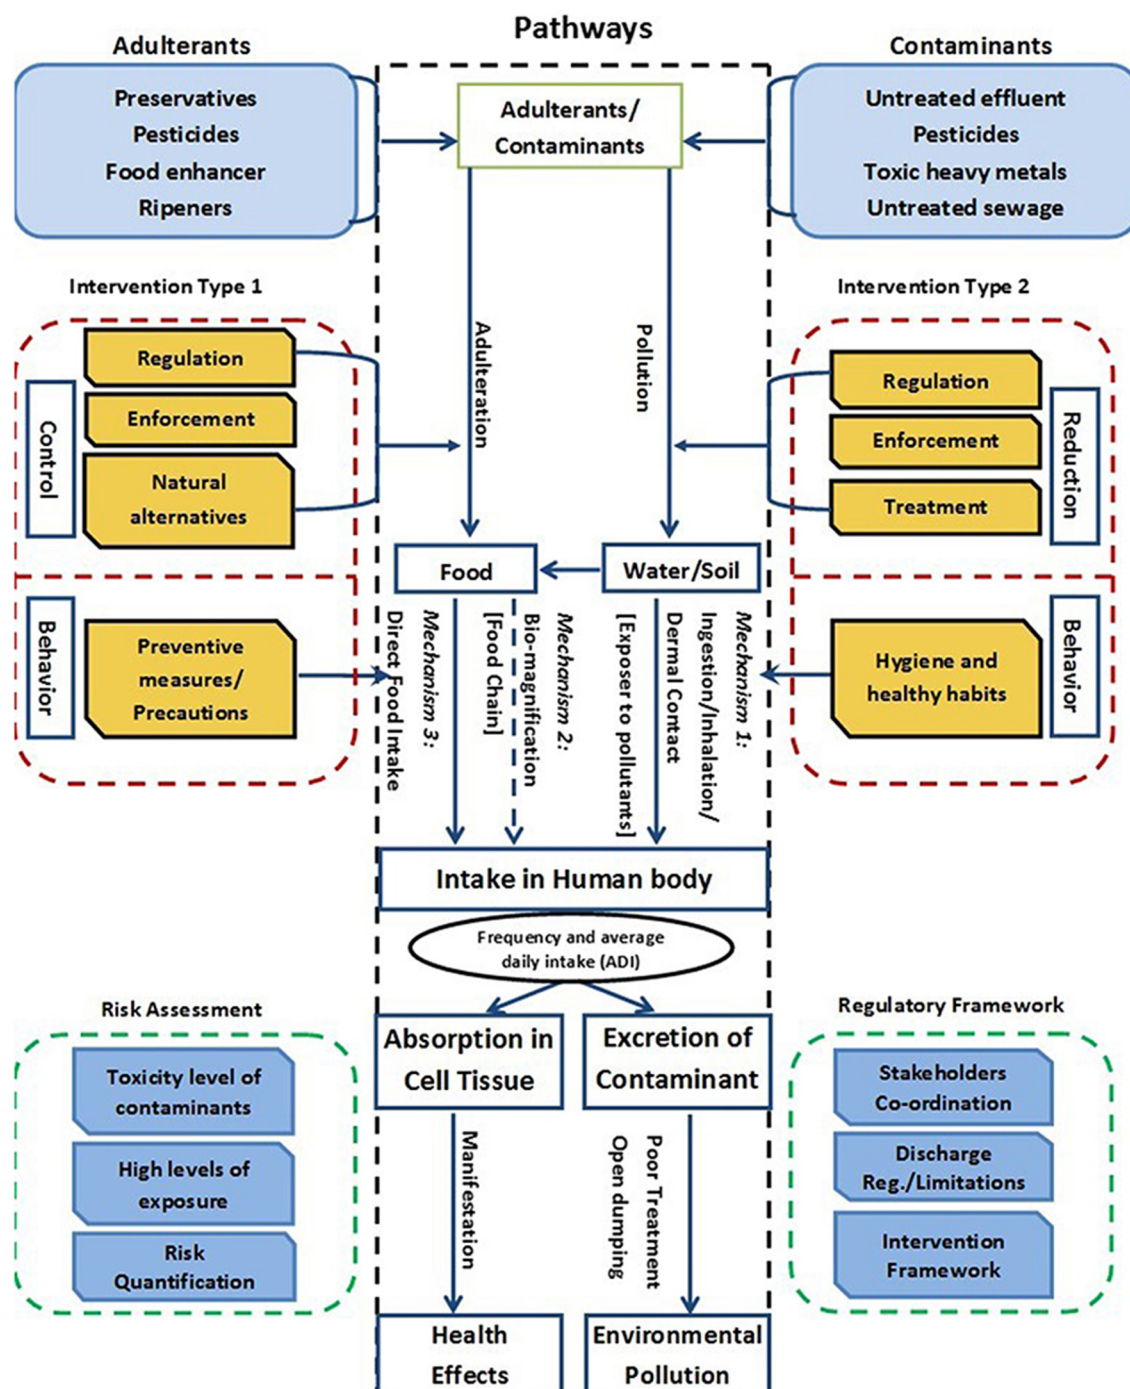 Pathways
Adulterants
Preservatives
Pesticides
Food enhancer
Ripeners
Adulterants/
Contaminants
Contaminants
Untreated effluent
Pesticides
Toxic heavy metals
Untreated sewage
Intervention Type 1
Regulation
Enforcement
Natural
alternatives
Control
Preventive
measures/
Precautions
Behavior
Adulteration
Pollution
Intervention Type 2
Regulation
Enforcement
Treatment
Reduction
Hygiene and
healthy habits
Behavior
Food
Water/Soil
Mechanism 3:
Direct Food Intake
Mechanism 2:
Bio-magnification
[Food Chain]
Mechanism 1:
Ingestion/Inhalation/
Dermal Contact
[Exposer to pollutants]
Intake in Human body
Frequency and average
daily intake (ADI)
Absorption in
Cell Tissue
Excretion of
Contaminant
Risk Assessment
Toxicity level of
contaminants
High levels of
exposure
Risk
Quantification
Manifestation
Poor Treatment
Open dumping
Regulatory Framework
Stakeholders
Co-ordination
Discharge
Reg./Limitations
Intervention
Framework
Health
Effects
Environmental
Pollution